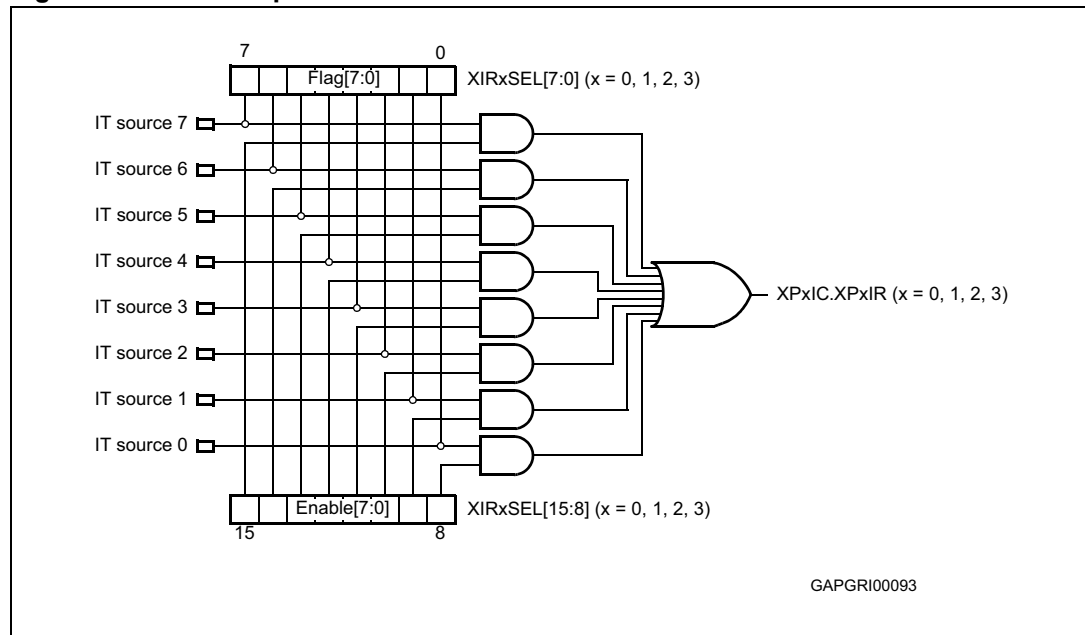 7 0
Flag[7:0] XIRxSEL[7:0] (x = 0, 1, 2, 3)
IT source 7
IT source 6
IT source 5
IT source 4
IT source 3
XPxIC.XPxIR (x = 0, 1, 2, 3)
IT source 2
IT source 1
IT source 0
Enable[7:0] XIRxSEL[15:8] (x = 0, 1, 2, 3)
15 8
GAPGRI00093